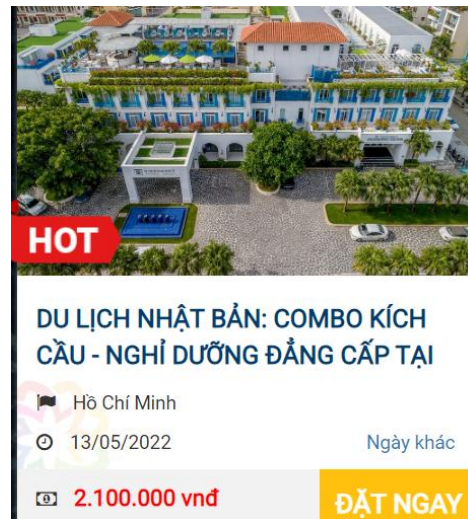 HOT
DU LỊCH NHẬT BẢN: COMBO KÍCH
CẦU - NGHỈ DƯỠNG ĐẲNG CẤP TẠI
Hồ Chí Minh
13/05/2022
Ngày khác
2.100.000 vnđ
ĐẶT NGAY